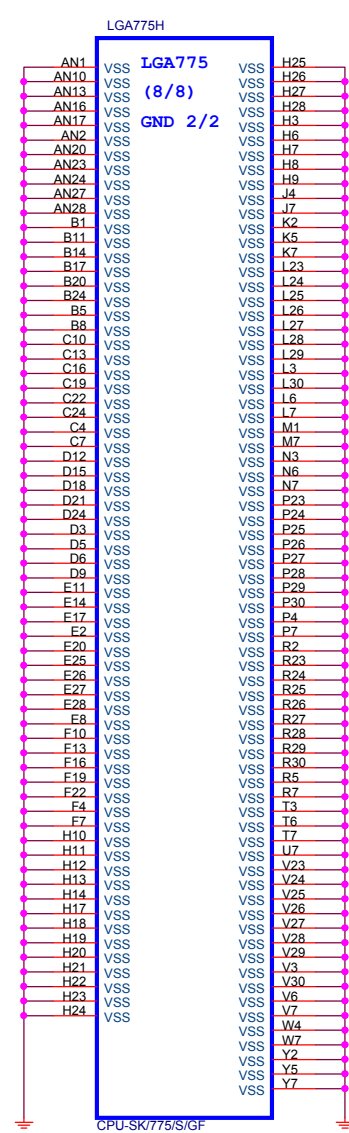 LGA775H
AN1 VSS LGA775 VSS H25
AN10 VSS VSS H26
AN13 VSS (8/8) VSS H27
AN16 VSS VSS H28
AN17 VSS GND 2/2 VSS H3
AN2 VSS VSS H6
AN20 VSS VSS H7
AN23 VSS VSS H8
AN24 VSS VSS H9
AN27 VSS VSS J4
AN28 VSS VSS J7
B1 VSS VSS K2
B11 VSS VSS K5
B14 VSS VSS K7
B17 VSS VSS L23
B20 VSS VSS L24
B24 VSS VSS L25
B5 VSS VSS L26
B8 VSS VSS L27
C10 VSS VSS L28
C13 VSS VSS L29
C16 VSS VSS L3
C19 VSS VSS L30
C22 VSS VSS L6
C24 VSS VSS L7
C4 VSS VSS M1
C7 VSS VSS M7
D12 VSS VSS N3
D15 VSS VSS N6
D18 VSS VSS N7
D21 VSS VSS P23
D24 VSS VSS P24
D3 VSS VSS P25
D5 VSS VSS P26
D6 VSS VSS P27
D9 VSS VSS P28
E11 VSS VSS P29
E14 VSS VSS P30
E17 VSS VSS P4
E2 VSS VSS P7
E20 VSS VSS R2
E25 VSS VSS R23
E26 VSS VSS R24
E27 VSS VSS R25
E28 VSS VSS R26
E8 VSS VSS R27
F10 VSS VSS R28
F13 VSS VSS R29
F16 VSS VSS R30
F19 VSS VSS R5
F22 VSS VSS R7
F4 VSS VSS T3
F7 VSS VSS T6
H10 VSS VSS T7
H11 VSS VSS U7
H12 VSS VSS V23
H13 VSS VSS V24
H14 VSS VSS V25
H17 VSS VSS V26
H18 VSS VSS V27
H19 VSS VSS V28
H20 VSS VSS V29
H21 VSS VSS V3
H22 VSS VSS V30
H23 VSS VSS V6
H24 VSS VSS V7
VSS W4
VSS W7
VSS Y2
VSS Y5
VSS Y7
CPU-SK/775/S/GF